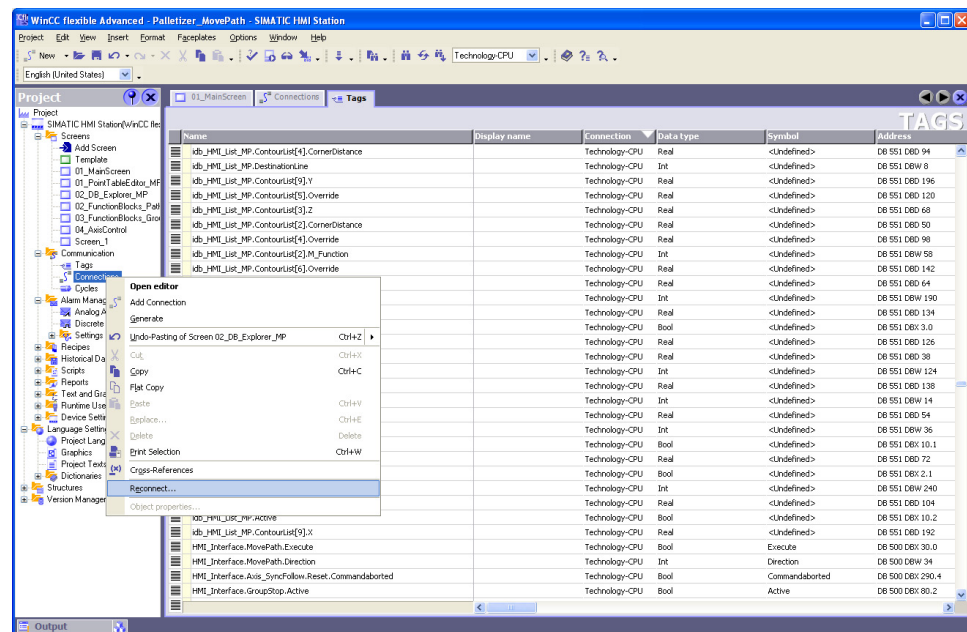 WinCC flexible Advanced - Palletizer_MovePath - SIMATIC HMI Station
Project Edit View Insert Format Faceplates Options Window Help
New Technology-CPU
English (United States)
Project
01_MainScreen Connections Tags
TAGS
Project
SIMATIC HMI Station(WinCC fle
Screens
Add Screen
Template
01_MainScreen
01_PointTableEditor_MF
02_DB_Explorer_MP
02_FunctionBlocks_Path
03_FunctionBlocks_Grou
04_AxisControl
Screen_1
Communication
Tags
Connections
Cycles
Alarm Manag
Analog A
Discrete
Settings
Recipes
Historical Da
Scripts
Reports
Text and Gra
Runtime Use
Device Settin
Language Settin
Project Lang
Graphics
Project Texts
Dictionaries
Structures
Version Manager
Open editor
Add Connection
Generate
Undo-Pasting of Screen 02_DB_Explorer_MP Ctrl+Z
Cut Ctrl+X
Copy Ctrl+C
Flat Copy
Paste Ctrl+V
Replace... Ctrl+E
Delete Delete
Print Selection Ctrl+W
Cross-References
Reconnect...
Object properties...
Name Display name Connection Data type Symbol Address
idb_HMI_List_MP.ContourList[4].CornerDistance Technology-CPU Real <Undefined> DB 551 DBD 94
idb_HMI_List_MP.DestinationLine Technology-CPU Int <Undefined> DB 551 DBW 8
idb_HMI_List_MP.ContourList[9].Y Technology-CPU Real <Undefined> DB 551 DBD 196
idb_HMI_List_MP.ContourList[5].Override Technology-CPU Real <Undefined> DB 551 DBD 120
idb_HMI_List_MP.ContourList[3].Z Technology-CPU Real <Undefined> DB 551 DBD 68
idb_HMI_List_MP.ContourList[2].CornerDistance Technology-CPU Real <Undefined> DB 551 DBD 50
idb_HMI_List_MP.ContourList[4].Override Technology-CPU Real <Undefined> DB 551 DBD 98
idb_HMI_List_MP.ContourList[2].M_Function Technology-CPU Int <Undefined> DB 551 DBW 58
idb_HMI_List_MP.ContourList[6].Override Technology-CPU Real <Undefined> DB 551 DBD 142
Technology-CPU Real <Undefined> DB 551 DBD 64
Technology-CPU Int <Undefined> DB 551 DBW 190
Technology-CPU Real <Undefined> DB 551 DBD 134
Technology-CPU Bool <Undefined> DB 551 DBX 3.0
Technology-CPU Real <Undefined> DB 551 DBD 126
Technology-CPU Real <Undefined> DB 551 DBD 38
Technology-CPU Int <Undefined> DB 551 DBW 124
Technology-CPU Real <Undefined> DB 551 DBD 138
Technology-CPU Int <Undefined> DB 551 DBW 14
Technology-CPU Real <Undefined> DB 551 DBD 54
Technology-CPU Int <Undefined> DB 551 DBW 36
Technology-CPU Bool <Undefined> DB 551 DBX 10.1
Technology-CPU Real <Undefined> DB 551 DBD 72
Technology-CPU Bool <Undefined> DB 551 DBX 2.1
Technology-CPU Int <Undefined> DB 551 DBW 240
Technology-CPU Real <Undefined> DB 551 DBD 104
idb_HMI_List_MP.Active Technology-CPU Bool <Undefined> DB 551 DBX 10.2
idb_HMI_List_MP.ContourList[9].X Technology-CPU Real <Undefined> DB 551 DBD 192
HMI_Interface.MovePath.Execute Technology-CPU Bool Execute DB 500 DBX 30.0
HMI_Interface.MovePath.Direction Technology-CPU Int Direction DB 500 DBW 34
HMI_Interface.Axis_SyncFollow.Reset.Commandaborted Technology-CPU Bool Commandaborted DB 500 DBX 290.4
HMI_Interface.GroupStop.Active Technology-CPU Bool Active DB 500 DBX 80.2
Output